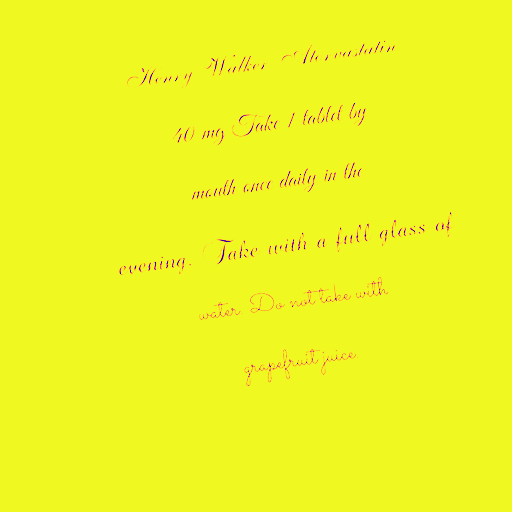 Henry Walker Atorvastatin
40 mg Take 1 tablet by
mouth once daily in the
evening. Take with a full glass of
water Do not take with
grapefruit juice.